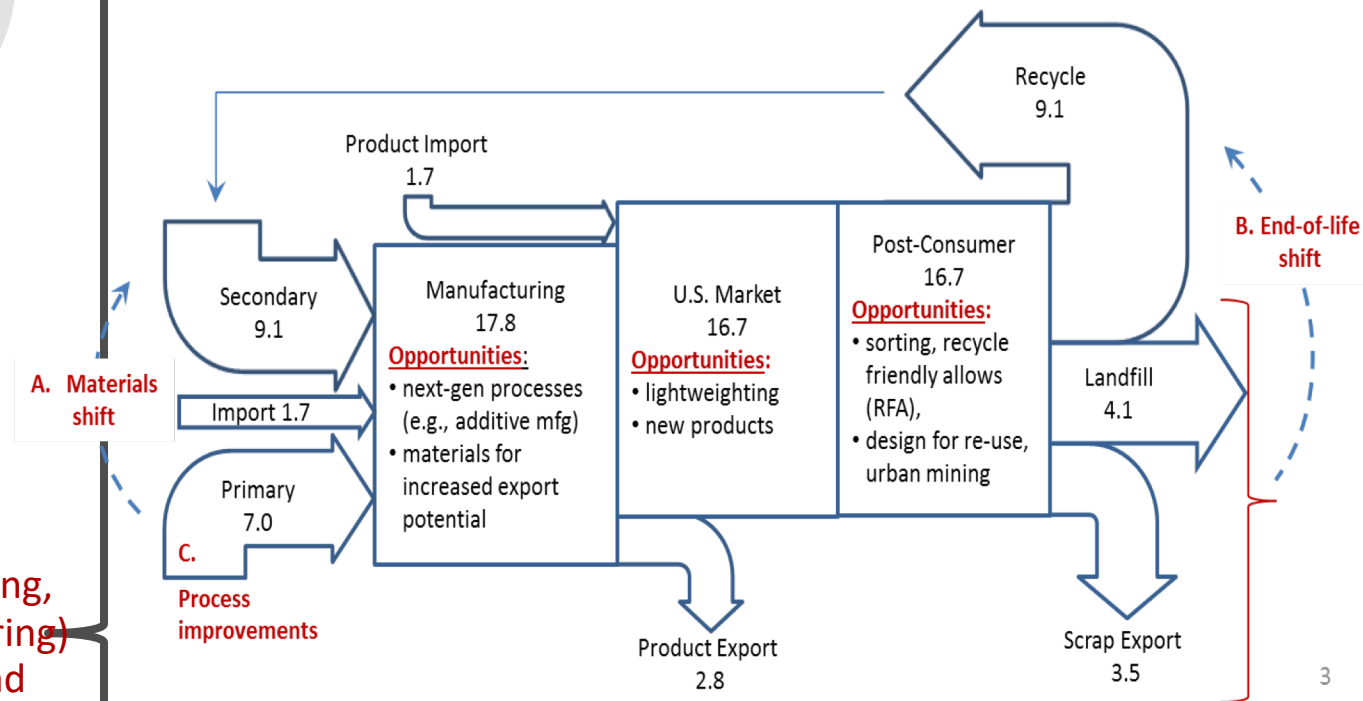 Recycle
9.1
Product Import
1.7
B. End-of-life
shift
Secondary
9.1
Manufacturing
17.8
Opportunities:
• next-gen processes
(e.g., additive mfg)
• materials for
increased export
potential
U.S. Market
16.7
Opportunities:
• lightweighting
• new products
Post-Consumer
16.7
Opportunities:
• sorting, recycle
friendly allows
(RFA),
• design for re-use,
urban mining
A. Materials
shift
Import 1.7
Landfill
4.1
Primary
7.0
C.
Process
improvements
ng,
ring)
nd
Product Export
2.8
Scrap Export
3.5
3